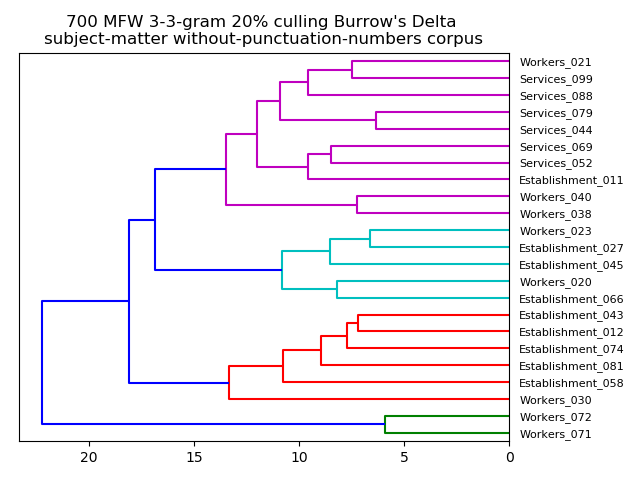 700 MFW 3-3-gram 20% culling Burrow's Delta
subject-matter without-punctuation-numbers corpus
Workers_021
Services_099
Services_088
Services_079
Services_044
Services_069
Services_052
Establishment_011
Workers_040
Workers_038
Workers_023
Establishment_027
Establishment_045
Workers_020
Establishment_066
Establishment_043
Establishment_012
Establishment_074
Establishment_081
Establishment_058
Workers_030
Workers_072
Workers_071
20 15 10 5 0